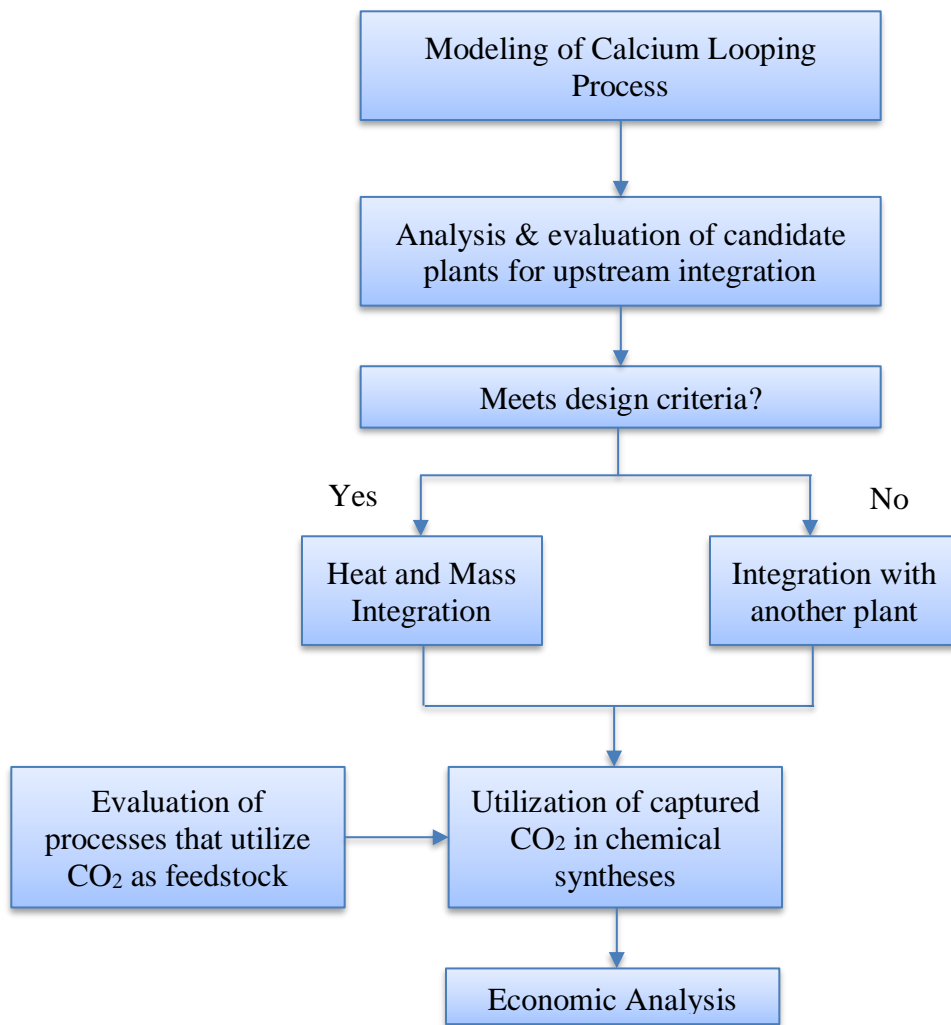 Modeling of Calcium Looping
Process
Analysis & evaluation of candidate
plants for upstream integration
Meets design criteria?
Yes
No
Heat and Mass
Integration
Integration with
another plant
Evaluation of
processes that utilize
CO₂ as feedstock
Utilization of captured
CO₂ in chemical
syntheses
Economic Analysis